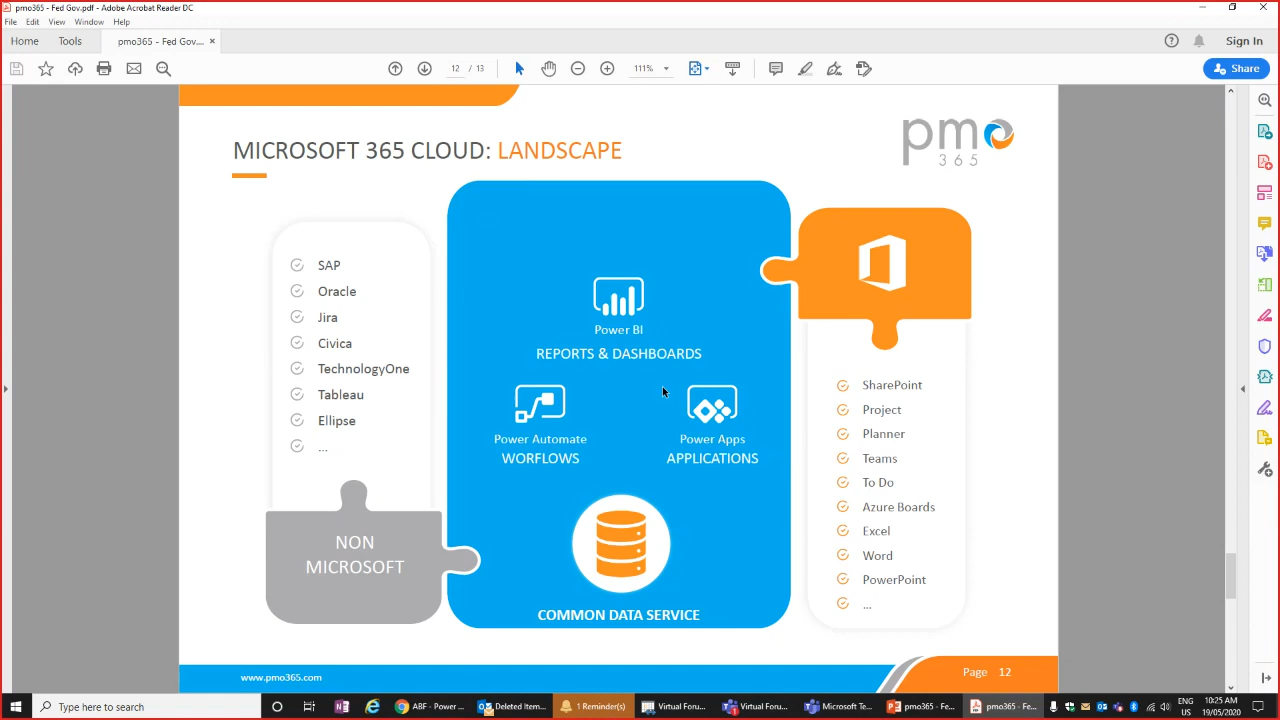 pmo365 - Fed Gov.pdf - Adobe Acrobat Reader DC
File Edit View Window Help
Home Tools pmo365 - Fed Gov... × Sign In
12 / 13 111% Share
MICROSOFT 365 CLOUD: LANDSCAPE
pmo
365
SAP
Oracle
Jira
Civica
TechnologyOne
Tableau
Ellipse
...
NON
MICROSOFT
Power BI
REPORTS & DASHBOARDS
Power Automate
WORFLOWS
Power Apps
APPLICATIONS
COMMON DATA SERVICE
SharePoint
Project
Planner
Teams
To Do
Azure Boards
Excel
Word
PowerPoint
...
www.pmo365.com
Page 12
Type here to search
ABF - Power ...
Deleted Item...
1 Reminder(s)
Virtual Foru...
Virtual Foru...
Microsoft Te...
pmo365 - Fe...
pmo365 - Fe...
ENG
US
10:25 AM
19/05/2020